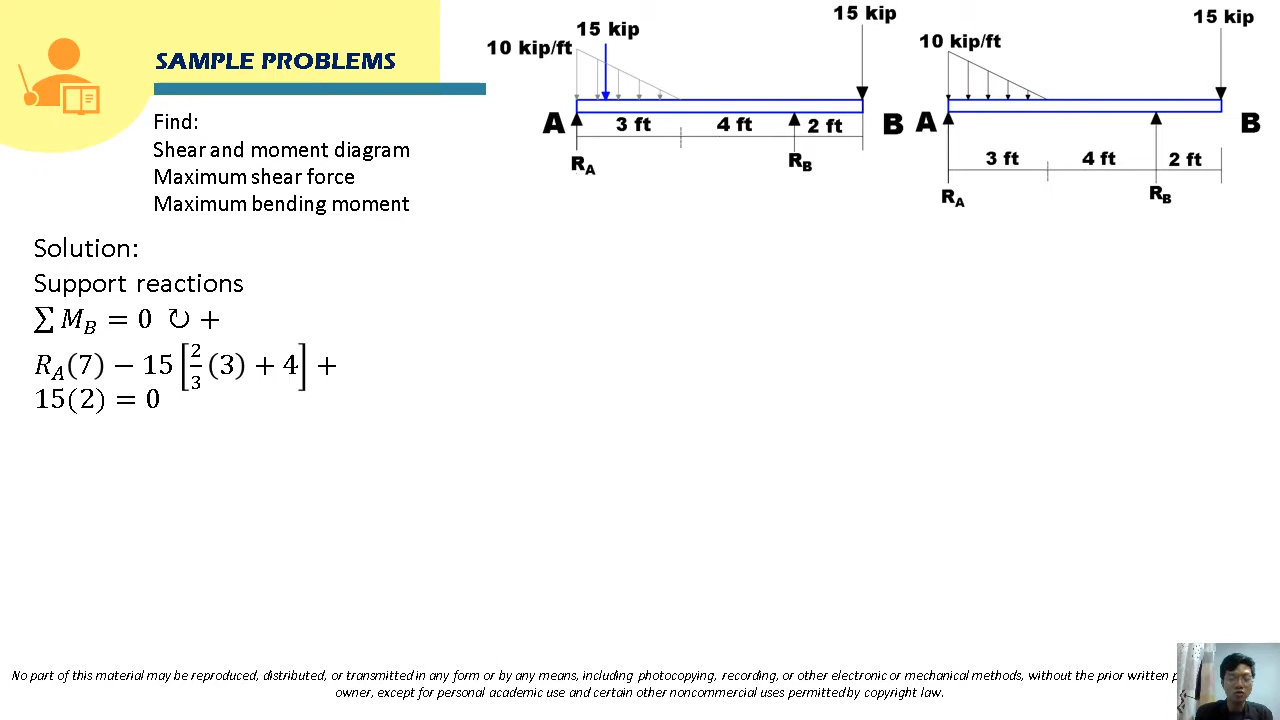 SAMPLE PROBLEMS
Find:
Shear and moment diagram
Maximum shear force
Maximum bending moment
15 kip
10 kip/ft
15 kip
A
3 ft
4 ft
2 ft
B
R_A
R_B
15 kip
10 kip/ft
A
B
3 ft
4 ft
2 ft
R_A
R_B
Solution:
Support reactions
∑ M_B = 0 ↻ +
R_A(7) − 15 [2/3 (3) + 4] +
15(2) = 0
No part of this material may be reproduced, distributed, or transmitted in any form or by any means, including photocopying, recording, or other electronic or mechanical methods, without the prior written
owner, except for personal academic use and certain other noncommercial uses permitted by copyright law.